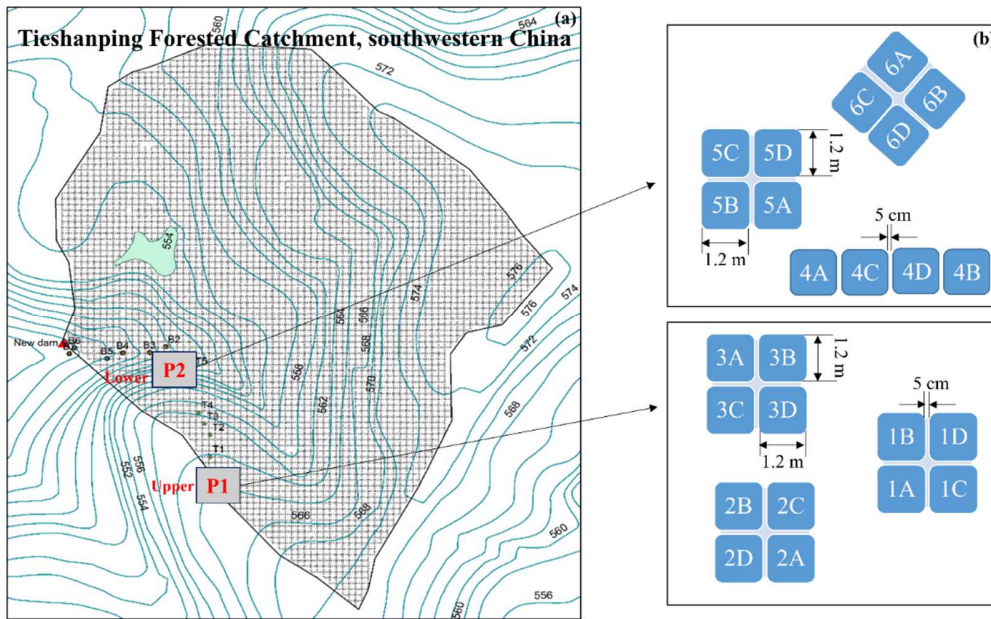 (a)
Tieshanping Forested Catchment, southwestern China
560
564
572
554
576
574
576
574
572
564
566
568
570
568
562
568
New dam
B6
B5
B4
B3
B2
T5
Lower
P2
T4
T3
T2
T1
Upper
P1
556
552
554
566
560
560
556
(b)
6A
6C
6B
6D
5C
5D
1.2 m
5B
5A
1.2 m
5 cm
4A
4C
4D
4B
3A
3B
1.2 m
3C
3D
1.2 m
5 cm
1B
1D
1A
1C
2B
2C
2D
2A